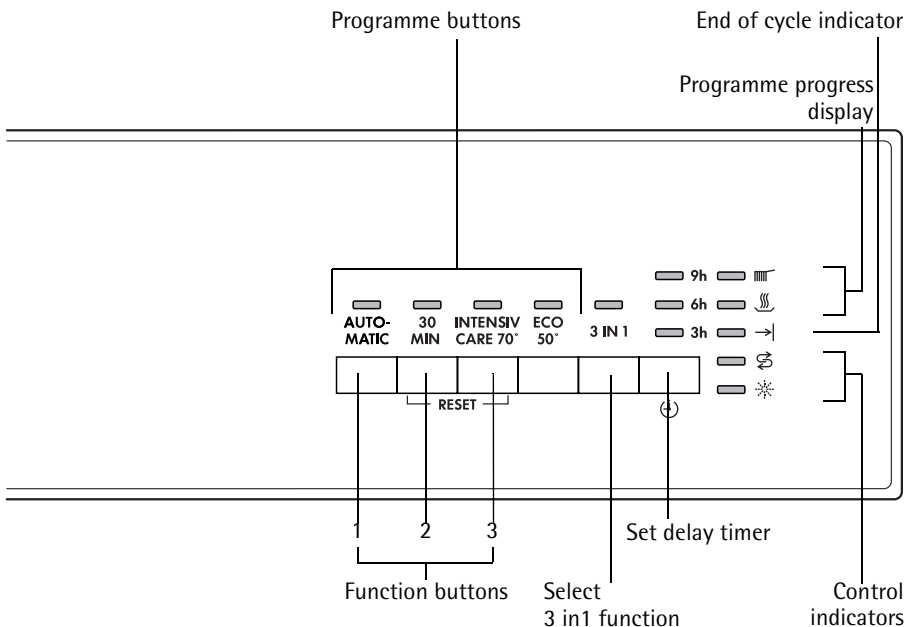 Programme buttons
End of cycle indicator
Programme progress
display
9h
6h
3h
AUTO-
MATIC
30
MIN
INTENSIV
CARE 70°
ECO
50°
3 IN 1
RESET
1
2
3
Set delay timer
Function buttons
Select
3 in1 function
Control
indicators